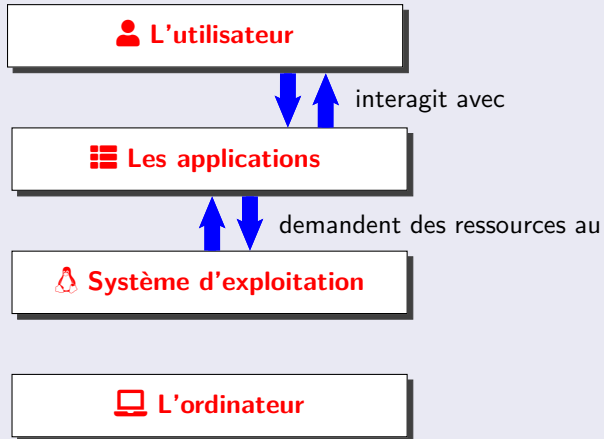 L'utilisateur
interagit avec
Les applications
demandent des ressources au
Système d'exploitation
L'ordinateur